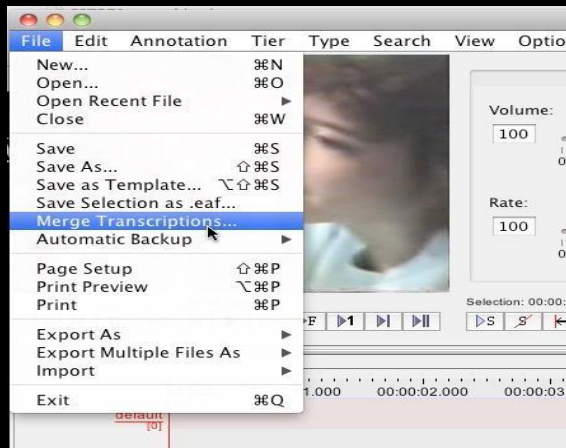 File Edit Annotation Tier Type Search View Optio
New... ⌘N
Open... ⌘O
Open Recent File ▶
Close ⌘W
Save ⌘S
Save As... ⇧⌘S
Save as Template... ⌥⇧⌘S
Save Selection as .eaf...
Merge Transcriptions...
Automatic Backup ▶
Page Setup ⇧⌘P
Print Preview ⌥⌘P
Print ⌘P
Export As ▶
Export Multiple Files As ▶
Import ▶
Exit ⌘Q
Volume:
100
0
Rate:
100
0
Selection: 00:00:
F 1 S S
1.000 00:00:02.000 00:00:03
default
[0]